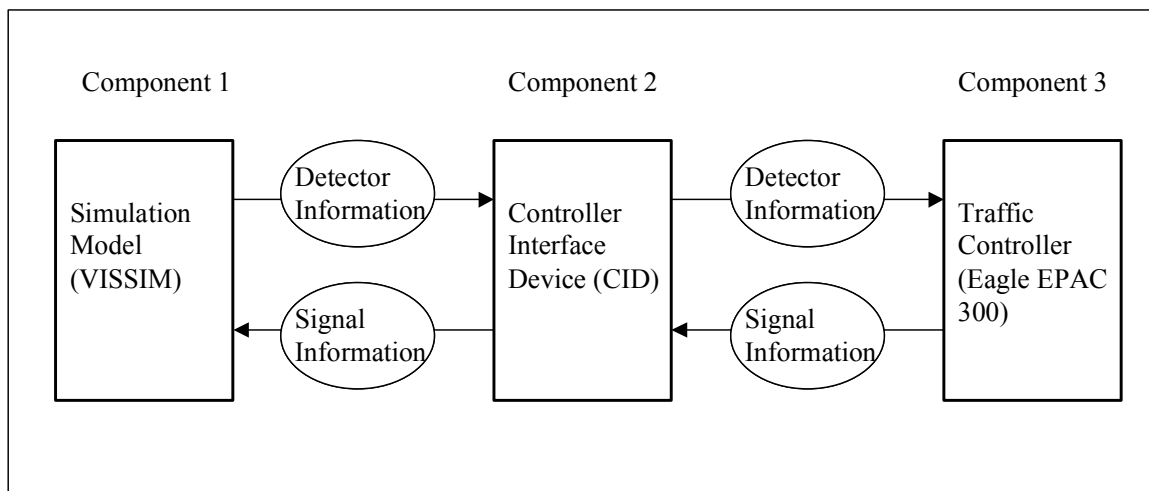 Component 1
Component 2
Component 3
Simulation
Model
(VISSIM)
Detector
Information
Signal
Information
Controller
Interface
Device (CID)
Detector
Information
Signal
Information
Traffic
Controller
(Eagle EPAC
300)